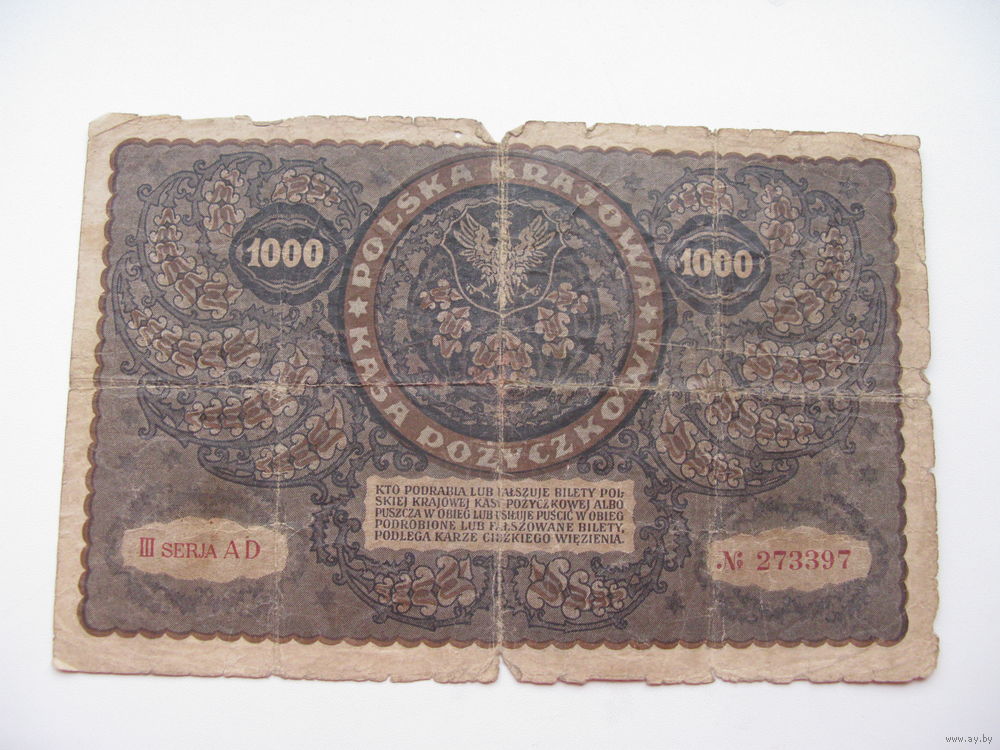 POLSKA KRAJOWA KASA POŻYCZKOWA
1000
1000
KTO PODRABIA LUB FAŁSZUJE BILETY POL-
SKIEJ KRAJOWEJ KASY POŻYCZKOWEJ ALBO
PUSZCZA W OBIEG LUB USIŁUJE PUŚCIĆ W OBIEG
PODROBIONE LUB FAŁSZOWANE BILETY,
PODLEGA KARZE CIĘŻKIEGO WIĘZIENIA.
III SERJA AD
№ 273397
www.ay.by